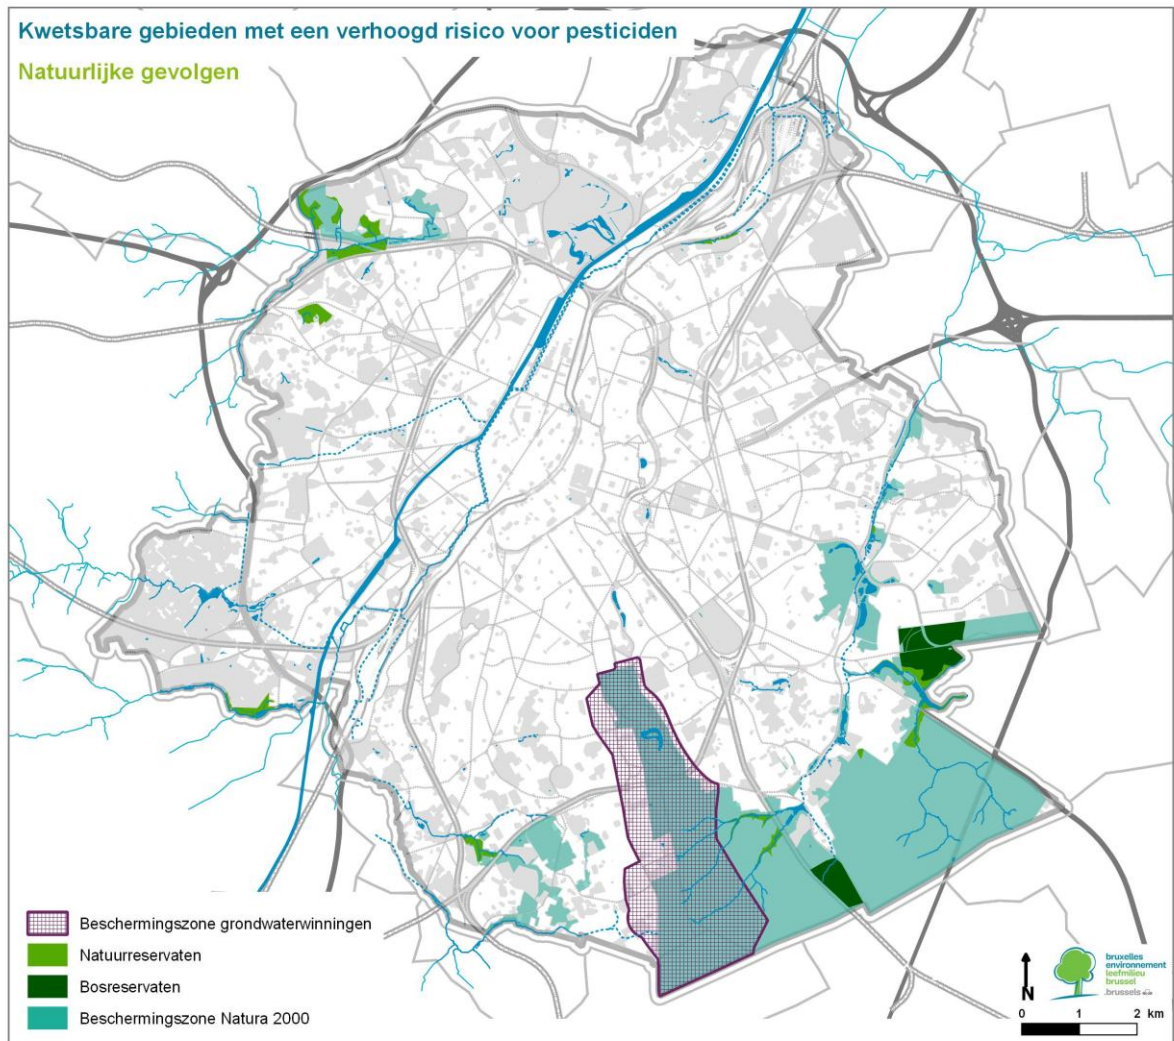 Kwetsbare gebieden met een verhoogd risico voor pesticiden
Natuurlijke gevolgen
Beschermingszone grondwaterwinningen
Natuurreservaten
Bosreservaten
Beschermingszone Natura 2000
N
0 1 2 km
bruxelles
environnement
leefmilieu
brussel
.brussels